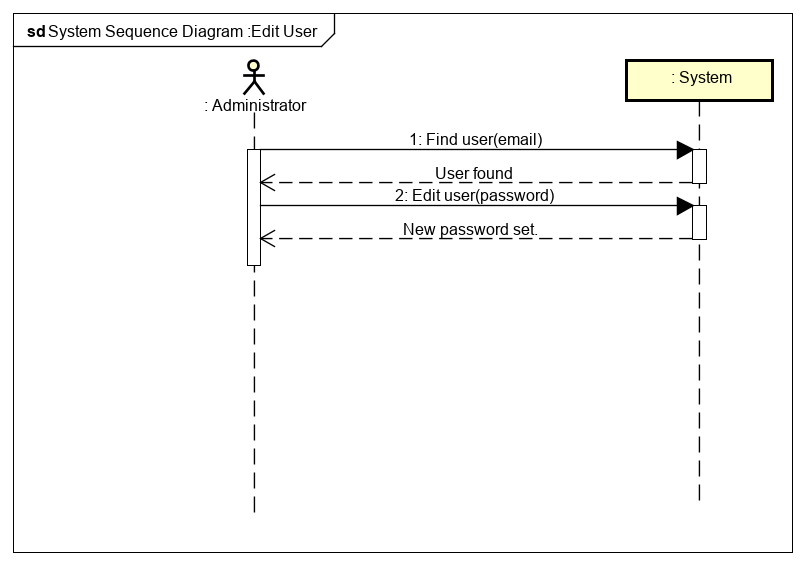 sd System Sequence Diagram :Edit User
: Administrator
: System
1: Find user(email)
User found
2: Edit user(password)
New password set.